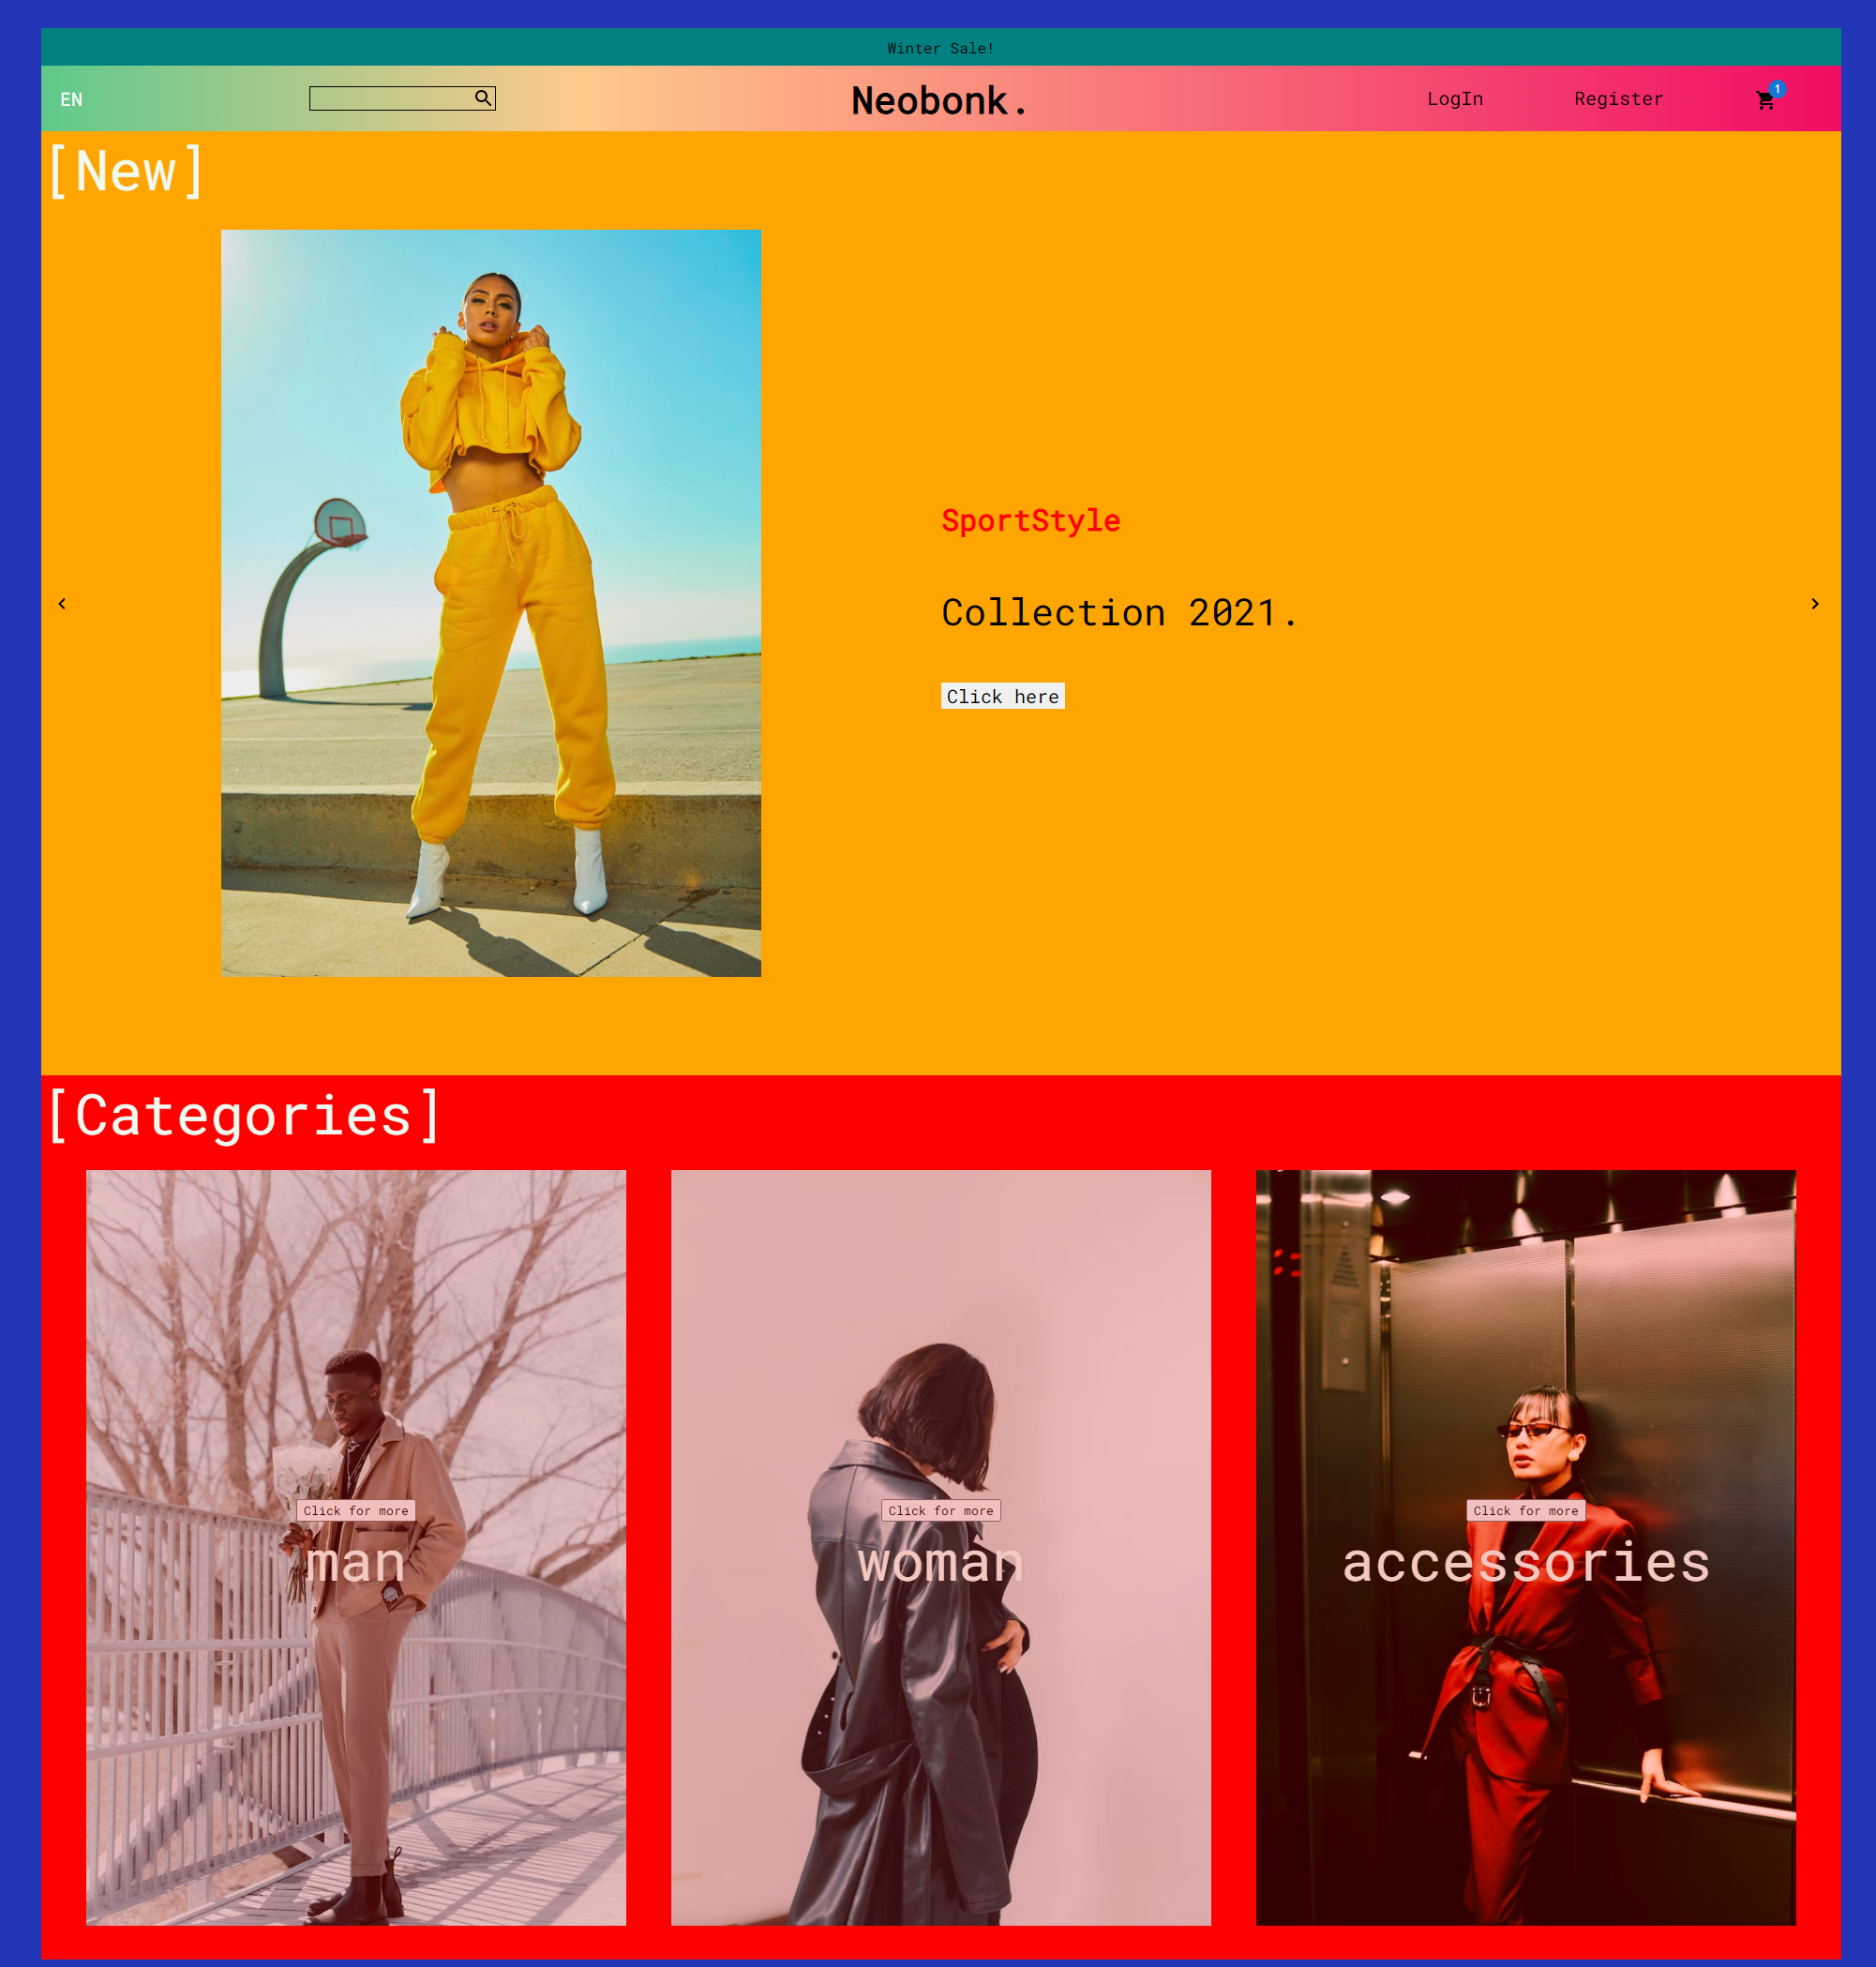 Winter Sale!
EN
Neobonk.
LogIn
Register
1
[New]
SportStyle
Collection 2021.
Click here
[Categories]
Click for more
man
Click for more
woman
Click for more
accessories